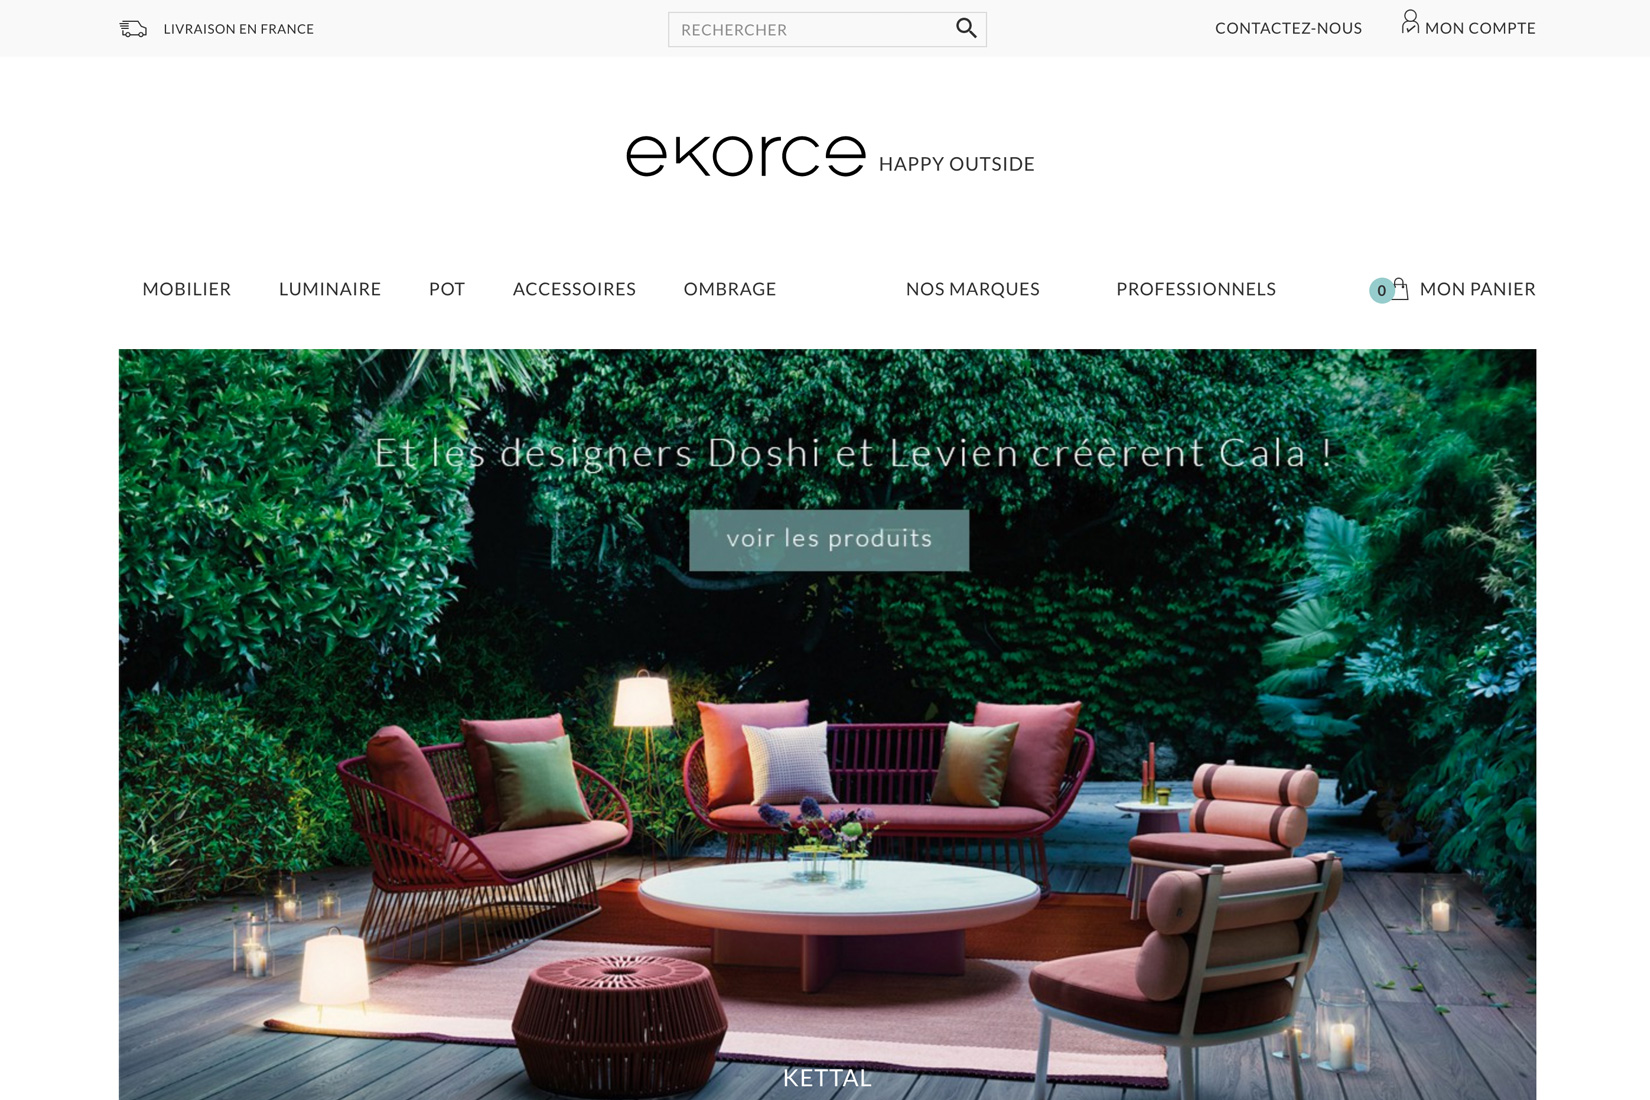 LIVRAISON EN FRANCE
RECHERCHER
CONTACTEZ-NOUS
MON COMPTE
ekorce HAPPY OUTSIDE
MOBILIER
LUMINAIRE
POT
ACCESSOIRES
OMBRAGE
NOS MARQUES
PROFESSIONNELS
0 MON PANIER
Et les designers Doshi et Levien créèrent Cala !
voir les produits
KETTAL